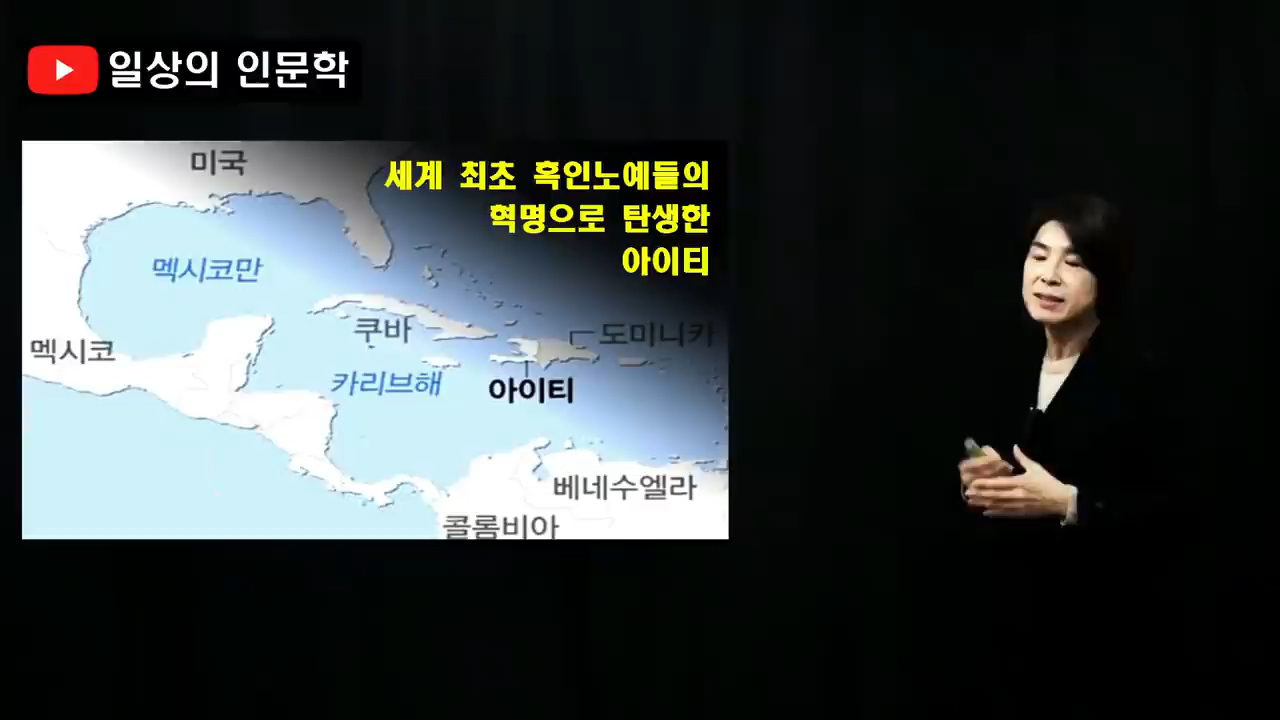 일상의 인문학
세계 최초 흑인노예들의
혁명으로 탄생한
아이티
미국
멕시코만
쿠바
도미니카
멕시코
카리브해
아이티
베네수엘라
콜롬비아